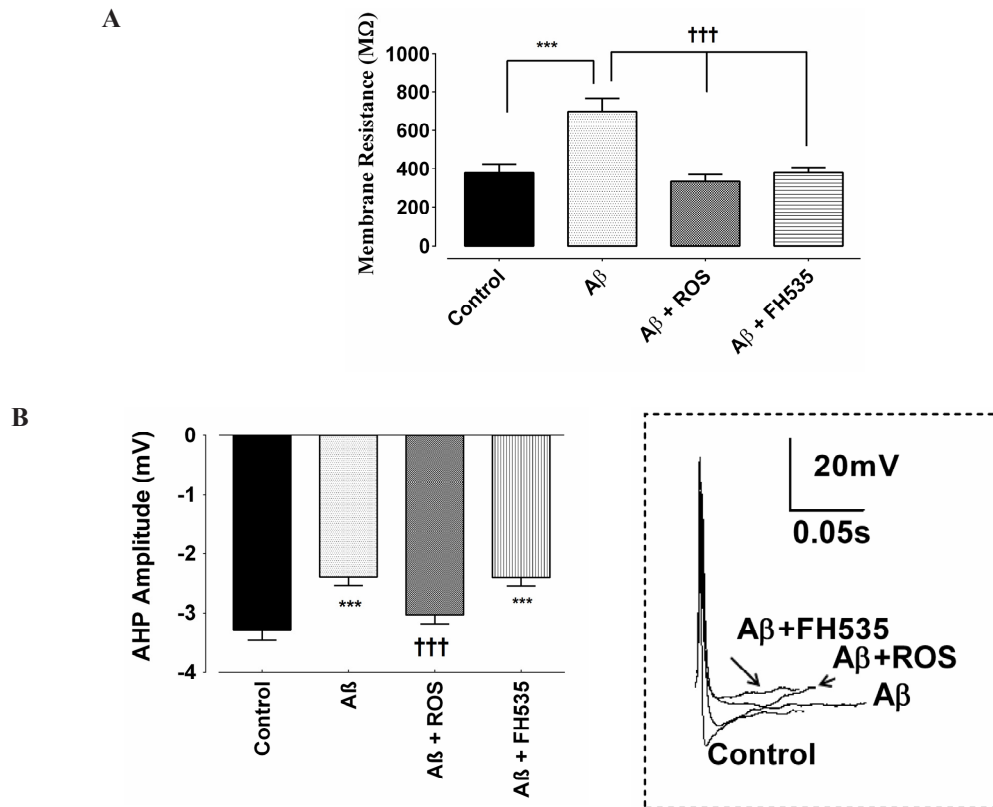 A
Membrane Resistance (MΩ)
1000
800
600
400
200
0
***
†††
Control
Aβ
Aβ + ROS
Aβ + FH535
B
AHP Amplitude (mV)
0
-1
-2
-3
-4
***
†††
***
Control
Aß
Aß + ROS
Aß + FH535
20mV
0.05s
Aβ+FH535
Aβ+ROS
Aβ
Control